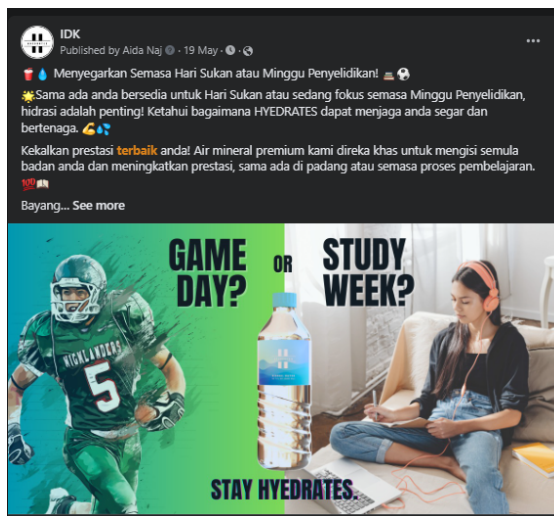 IDK
Published by Aida Naj · 19 May ·
🥤💧 Menyegarkan Semasa Hari Sukan atau Minggu Penyelidikan! 💻⚽
🌟Sama ada anda bersedia untuk Hari Sukan atau sedang fokus semasa Minggu Penyelidikan,
hidrasi adalah penting! Ketahui bagaimana HYEDRATES dapat menjaga anda segar dan
bertenaga. 💪💦
Kekalkan prestasi terbaik anda! Air mineral premium kami direka khas untuk mengisi semula
badan anda dan meningkatkan prestasi, sama ada di padang atau semasa proses pembelajaran.
💯📖
Bayang... See more
GAME
DAY?
OR
STUDY
WEEK?
HIGHLANDERS
5
STAY HYEDRATES.